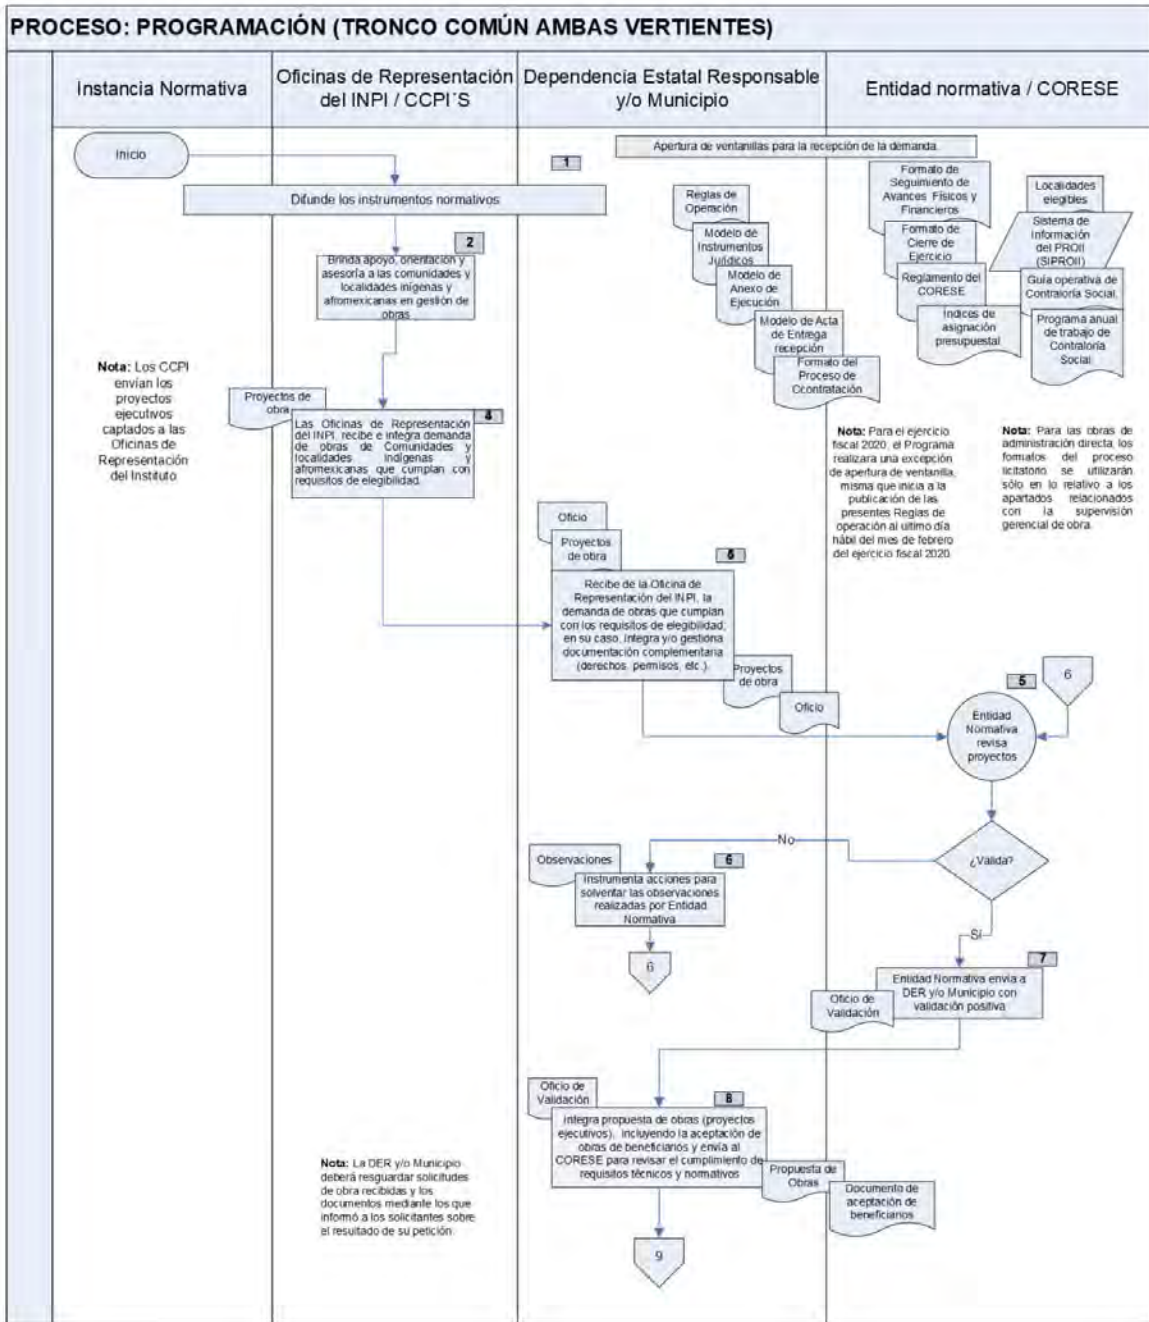 PROCESO: PROGRAMACIÓN (TRONCO COMÚN AMBAS VERTIENTES)
Instancia Normativa
Oficinas de Representación
del INPI / CCPI´S
Dependencia Estatal Responsable
y/o Municipio
Entidad normativa / CORESE
Inicio
Apertura de ventanillas para la recepción de la demanda.
1
Difunde los instrumentos normativos
Reglas de
Operación
Modelo de
Instrumentos
Jurídicos
Modelo de
Anexo de
Ejecución
Modelo de Acta
de Entrega
recepción
Formato del
Proceso de
Ccontratación
Formato de
Seguimiento de
Avances Físicos y
Financieros
Formato de
Cierre de
Ejercicio
Reglamento del
CORESE
Índices de
asignación
presupuestal
Localidades
elegibles
Sistema de
Información
del PROII
(SIPROII)
Guía operativa de
Contraloría Social,
Programa anual
de trabajo de
Contraloría
Social
2
Brinda apoyo, orientación y
asesoría a las comunidades y
localidades inígenas y
afromexicanas en gestión de
obras
Nota: Los CCPI
envían los
proyectos
ejecutivos
captados a las
Oficinas de
Representación
del Instituto
Proyectos de
obra
4
Las Oficinas de Representación
del INPI, recibe e integra demanda
de obras de Comunidades y
localidades Indígenas y
afromexicanas que cumplan con
requisitos de elegibilidad.
Nota: Para el ejercicio
fiscal 2020, el Programa
realizara una excepción
de apertura de ventanilla,
misma que inicia a la
publicación de las
presentes Reglas de
operación al ultimo día
hábil del mes de febrero
del ejercicio fiscal 2020
Nota: Para las obras de
administración directa, los
formatos del proceso
licitatorio se utilizarán
sólo en lo relativo a los
apartados relacionados
con la supervisión
gerencial de obra.
Oficio
Proyectos
de obra
Recibe de la Oficina de
Representación del INPI, la
demanda de obras que cumplan
con los requisitos de elegibilidad;
en su caso, integra y/o gestiona
documentación complementaria
(derechos, permisos, etc.).
Proyectos
de obra
Oficio
5
6
Entidad
Normativa
revisa
proyectos
¿Valida?
No
Observaciones
6
Instrumenta acciones para
solventar las observaciones
realizadas por Entidad
Normativa
6
Sí
7
Entidad Normativa envía a
DER y/o Municipio con
validación positiva
Oficio de
Validación
Oficio de
Validación
8
Integra propuesta de obras (proyectos
ejecutivos), incluyendo la aceptación de
obras de beneficiarios y envía al
CORESE para revisar el cumplimiento de
requisitos técnicos y normativos
Propuesta de
Obras
Documento de
aceptación de
beneficiarios
Nota: La DER y/o Municipio
deberá resguardar solicitudes
de obra recibidas y los
documentos mediante los que
informó a los solicitantes sobre
el resultado de su petición.
9